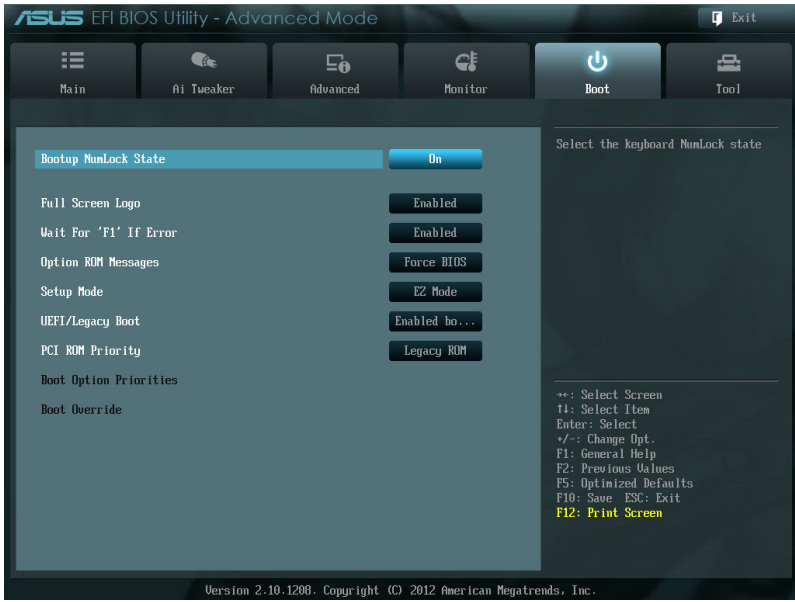 ASUS EFI BIOS Utility - Advanced Mode
Exit
Main
Ai Tweaker
Advanced
Monitor
Boot
Tool
Bootup NumLock State On
Full Screen Logo Enabled
Wait For 'F1' If Error Enabled
Option ROM Messages Force BIOS
Setup Mode EZ Mode
UEFI/Legacy Boot Enabled bo...
PCI ROM Priority Legacy ROM
Boot Option Priorities
Boot Override
Select the keyboard NumLock state
→←: Select Screen
↑↓: Select Item
Enter: Select
+/-: Change Opt.
F1: General Help
F2: Previous Values
F5: Optimized Defaults
F10: Save ESC: Exit
F12: Print Screen
Version 2.10.1208. Copyright (C) 2012 American Megatrends, Inc.